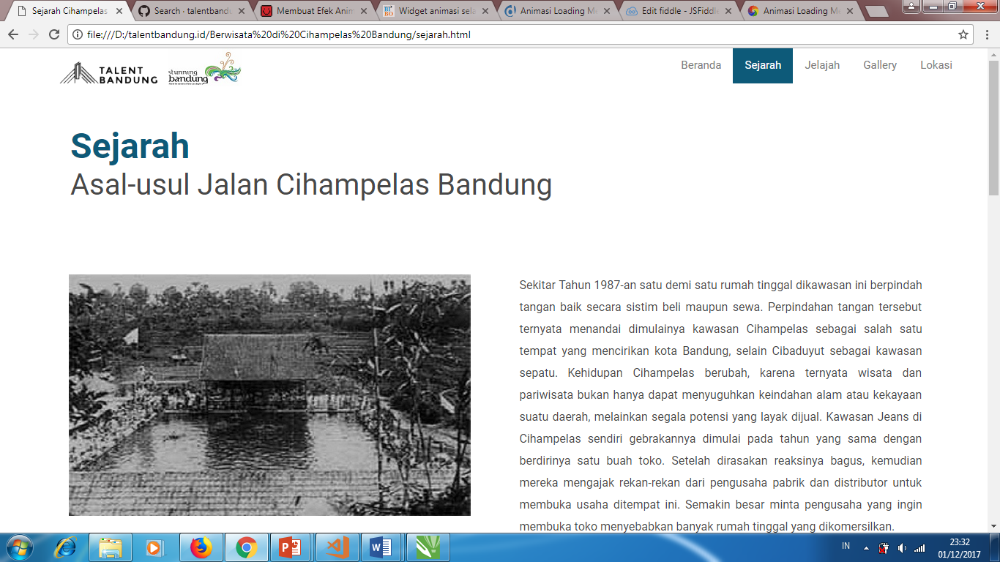 Sejarah Cihampelas
Search - talentbandu
Membuat Efek Anim
Widget animasi sela
Animasi Loading Me
Edit fiddle - JSFiddle
Animasi Loading Me
file:///D:/talentbandung.id/Berwisata%20di%20Cihampelas%20Bandung/sejarah.html
TALENT
BANDUNG
stunning
bandung
Beranda Sejarah Jelajah Gallery Lokasi
Sejarah
Asal-usul Jalan Cihampelas Bandung
Sekitar Tahun 1987-an satu demi satu rumah tinggal dikawasan ini berpindah
tangan baik secara sistim beli maupun sewa. Perpindahan tangan tersebut
ternyata menandai dimulainya kawasan Cihampelas sebagai salah satu
tempat yang mencirikan kota Bandung, selain Cibaduyut sebagai kawasan
sepatu. Kehidupan Cihampelas berubah, karena ternyata wisata dan
pariwisata bukan hanya dapat menyuguhkan keindahan alam atau kekayaan
suatu daerah, melainkan segala potensi yang layak dijual. Kawasan Jeans di
Cihampelas sendiri gebrakannya dimulai pada tahun yang sama dengan
berdirinya satu buah toko. Setelah dirasakan reaksinya bagus, kemudian
mereka mengajak rekan-rekan dari pengusaha pabrik dan distributor untuk
membuka usaha ditempat ini. Semakin besar minta pengusaha yang ingin
membuka toko menyebabkan banyak rumah tinggal yang dikomersilkan.
IN
23:32
01/12/2017